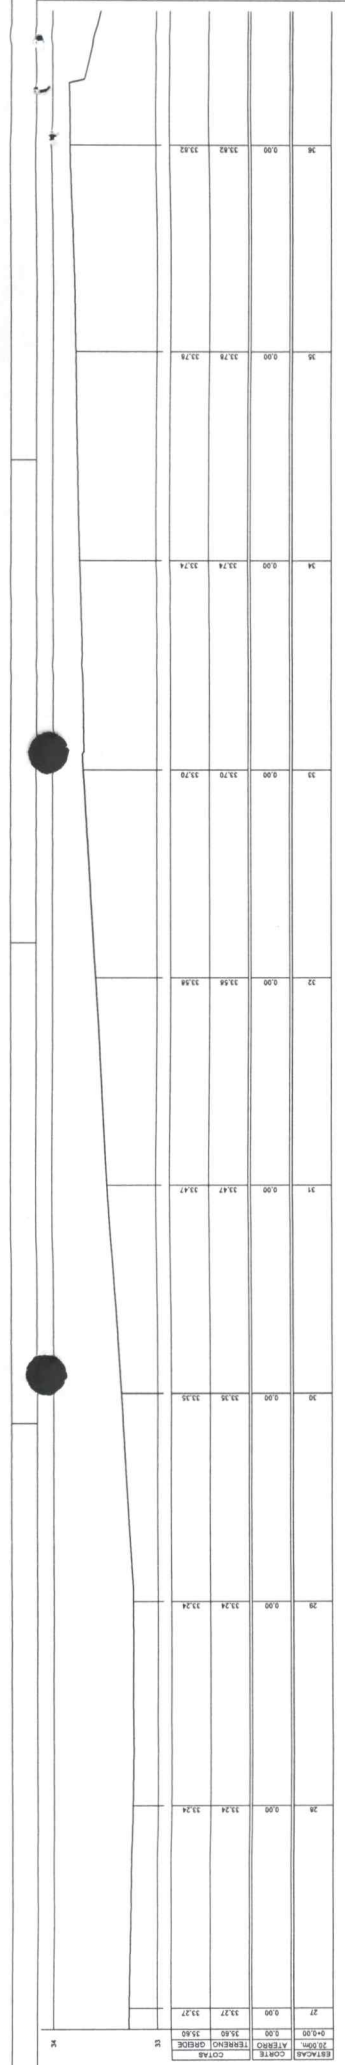 ESTACAS CORTE COTAS
20.00m. ATERRO TERRENO GREIDE 33 34
0+0.00 0.00 35.60 35.60
27 0.00 33.27 33.27
28 0.00 33.24 33.24
29 0.00 33.24 33.24
30 0.00 33.35 33.35
31 0.00 33.47 33.47
32 0.00 33.58 33.58
33 0.00 33.70 33.70
34 0.00 33.74 33.74
35 0.00 33.78 33.78
36 0.00 33.82 33.82